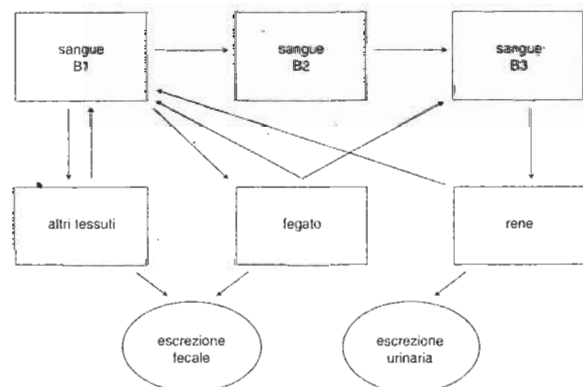 sangue
B1
sangue
B2
sangue
B3
altri tessuti
fegato
rene
escrezione
fecale
escrezione
urinaria